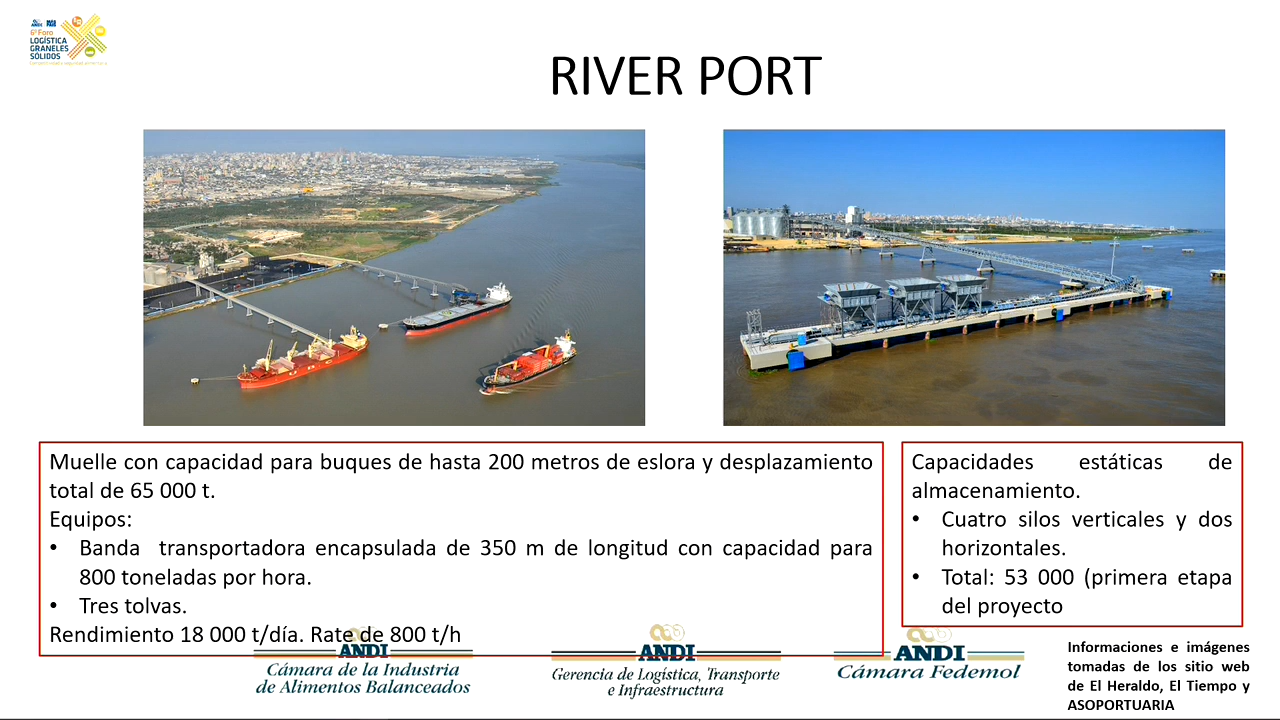 6º Foro
LOGÍSTICA
GRANELES
SÓLIDOS
RIVER PORT
Muelle con capacidad para buques de hasta 200 metros de eslora y desplazamiento
total de 65 000 t.
Equipos:
• Banda transportadora encapsulada de 350 m de longitud con capacidad para
800 toneladas por hora.
• Tres tolvas.
Rendimiento 18 000 t/día. Rate de 800 t/h
Capacidades estáticas de
almacenamiento.
• Cuatro silos verticales y dos
horizontales.
• Total: 53 000 (primera etapa
del proyecto
ANDI
Cámara de la Industria
de Alimentos Balanceados
ANDI
Gerencia de Logística, Transporte
e Infraestructura
ANDI
Cámara Fedemol
Informaciones e imágenes
tomadas de los sitio web
de El Heraldo, El Tiempo y
ASOPORTUARIA